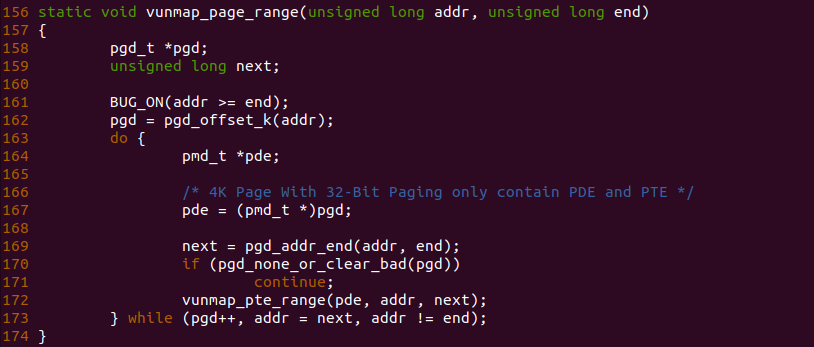 156 static void vunmap_page_range(unsigned long addr, unsigned long end)
157 {
158         pgd_t *pgd;
159         unsigned long next;
160
161         BUG_ON(addr >= end);
162         pgd = pgd_offset_k(addr);
163         do {
164                 pmd_t *pde;
165
166                 /* 4K Page With 32-Bit Paging only contain PDE and PTE */
167                 pde = (pmd_t *)pgd;
168
169                 next = pgd_addr_end(addr, end);
170                 if (pgd_none_or_clear_bad(pgd))
171                         continue;
172                 vunmap_pte_range(pde, addr, next);
173         } while (pgd++, addr = next, addr != end);
174 }